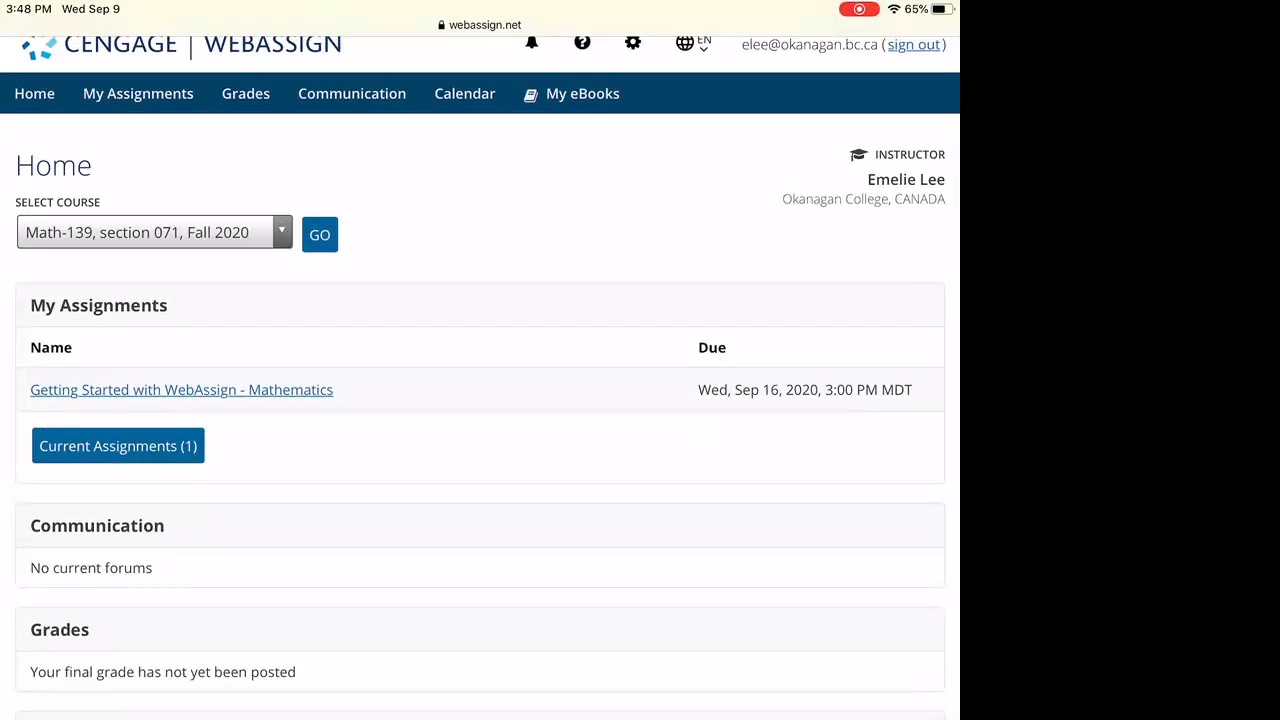 3:48 PM Wed Sep 9
65%
webassign.net
CENGAGE | WEBASSIGN
EN
elee@okanagan.bc.ca (sign out)
Home My Assignments Grades Communication Calendar My eBooks
Home
INSTRUCTOR
Emelie Lee
Okanagan College, CANADA
SELECT COURSE
Math-139, section 071, Fall 2020
GO
My Assignments
Name Due
Getting Started with WebAssign - Mathematics Wed, Sep 16, 2020, 3:00 PM MDT
Current Assignments (1)
Communication
No current forums
Grades
Your final grade has not yet been posted